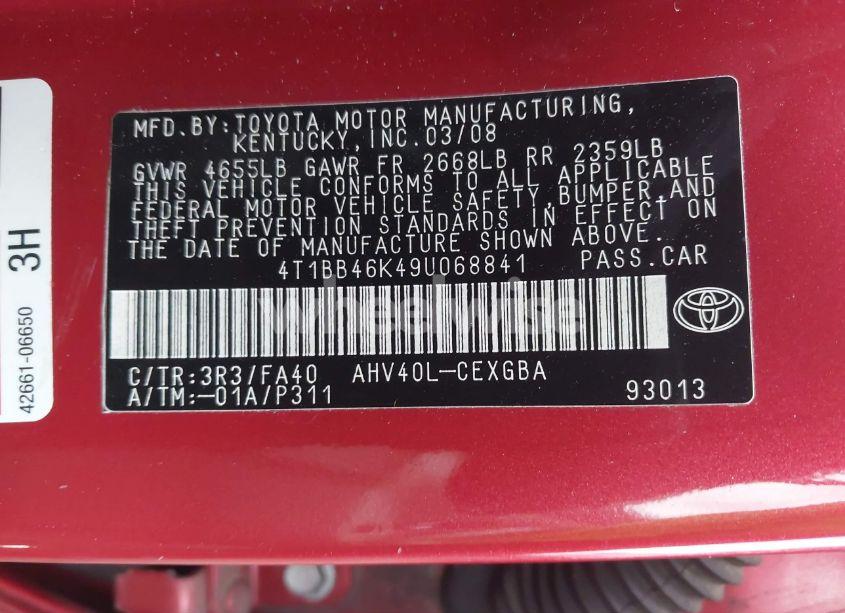 MFD.BY:TOYOTA MOTOR MANUFACTURING,
KENTUCKY,INC.03/08
GVWR 4655LB GAWR FR 2668LB RR 2359LB
THIS VEHICLE CONFORMS TO ALL APPLICABLE
FEDERAL MOTOR VEHICLE SAFETY,BUMPER,AND
THEFT PREVENTION STANDARDS IN EFFECT ON
THE DATE OF MANUFACTURE SHOWN ABOVE.
4T1BB46K49U068841 PASS.CAR
wheelwise
C/TR:3R3/FA40 AHV40L-CEXGBA
A/TM:-01A/P311 93013
42661-06650 3H